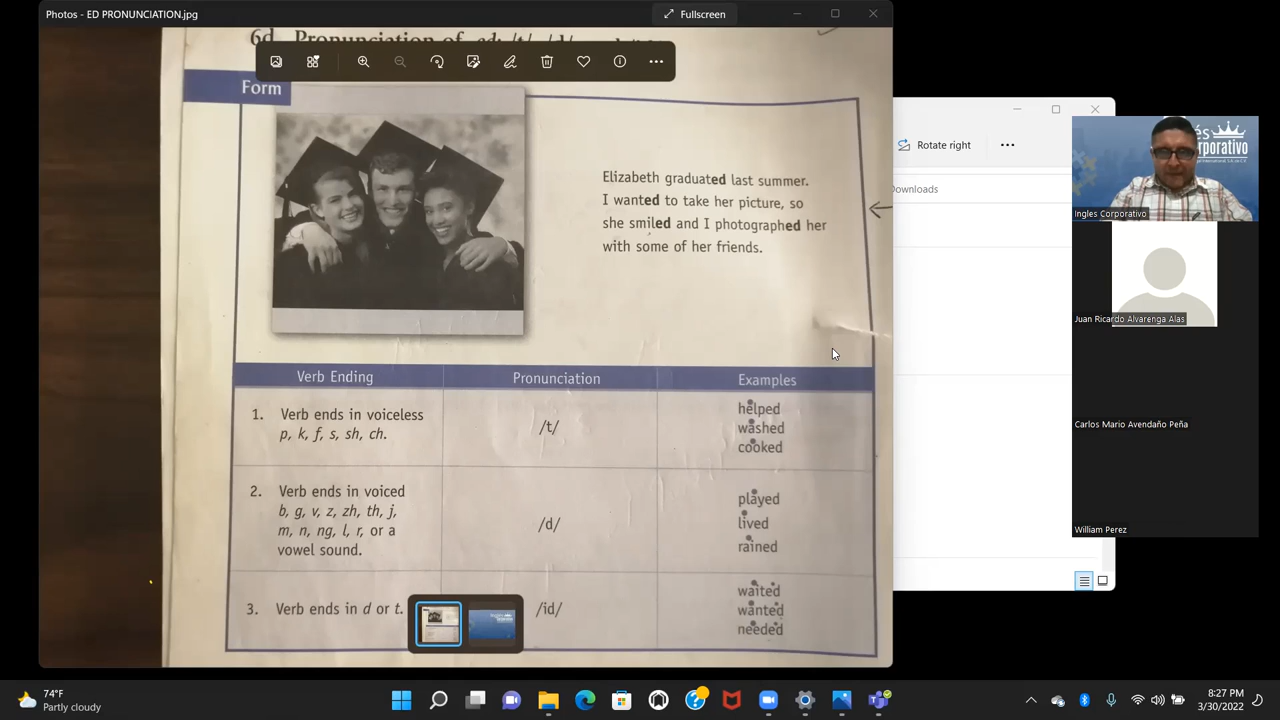 Photos - ED PRONUNCIATION.jpg
Fullscreen
6d Pronunciation of
Form
Elizabeth graduated last summer.
I wanted to take her picture, so
she smiled and I photographed her
with some of her friends.
Verb Ending
Pronunciation
Examples
1. Verb ends in voiceless
p, k, f, s, sh, ch.
/t/
helped
washed
cooked
2. Verb ends in voiced
b, g, v, z, zh, th, j,
m, n, ng, l, r, or a
vowel sound.
/d/
played
lived
rained
3. Verb ends in d or t.
/id/
waited
wanted
needed
Rotate right
ownloads
Ingles Corporativo
Juan Ricardo Alvarenga Alas
Carlos Mario Avendaño Peña
William Perez
74°F
Partly cloudy
8:27 PM
3/30/2022